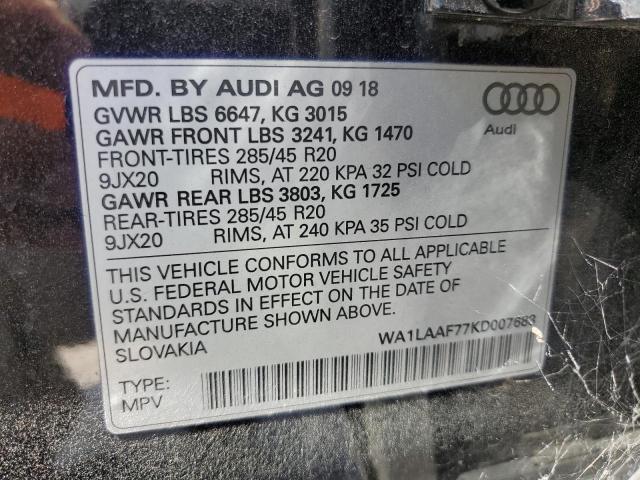 MFD. BY AUDI AG 09 18
GVWR LBS 6647, KG 3015
GAWR FRONT LBS 3241, KG 1470
FRONT-TIRES 285/45 R20
9JX20 RIMS, AT 220 KPA 32 PSI COLD
GAWR REAR LBS 3803, KG 1725
REAR-TIRES 285/45 R20
9JX20 RIMS, AT 240 KPA 35 PSI COLD
Audi
THIS VEHICLE CONFORMS TO ALL APPLICABLE
U.S. FEDERAL MOTOR VEHICLE SAFETY
STANDARDS IN EFFECT ON THE DATE OF
MANUFACTURE SHOWN ABOVE.
SLOVAKIA
WA1LAAF77KD007683
TYPE:
MPV